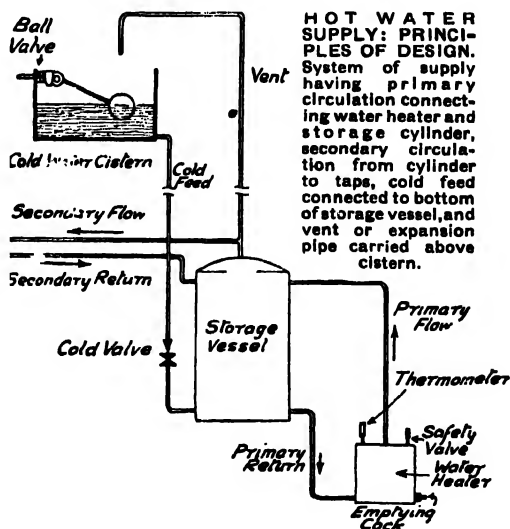 HOT WATER
SUPPLY: PRINCI-
PLES OF DESIGN.
System of supply
having primary
circulation connect-
ing water heater and
storage cylinder,
secondary circula-
tion from cylinder
to taps, cold feed
connected to bottom
of storage vessel, and
vent or expansion
pipe carried above
cistern.
Ball
Valve
Vent
Cold Water Cistern
Cold
Feed
Secondary Flow
Secondary Return
Cold Valve
Storage
Vessel
Primary
Flow
Thermometer
Safety
Valve
Water
Heater
Primary
Return
Emptying
Cock